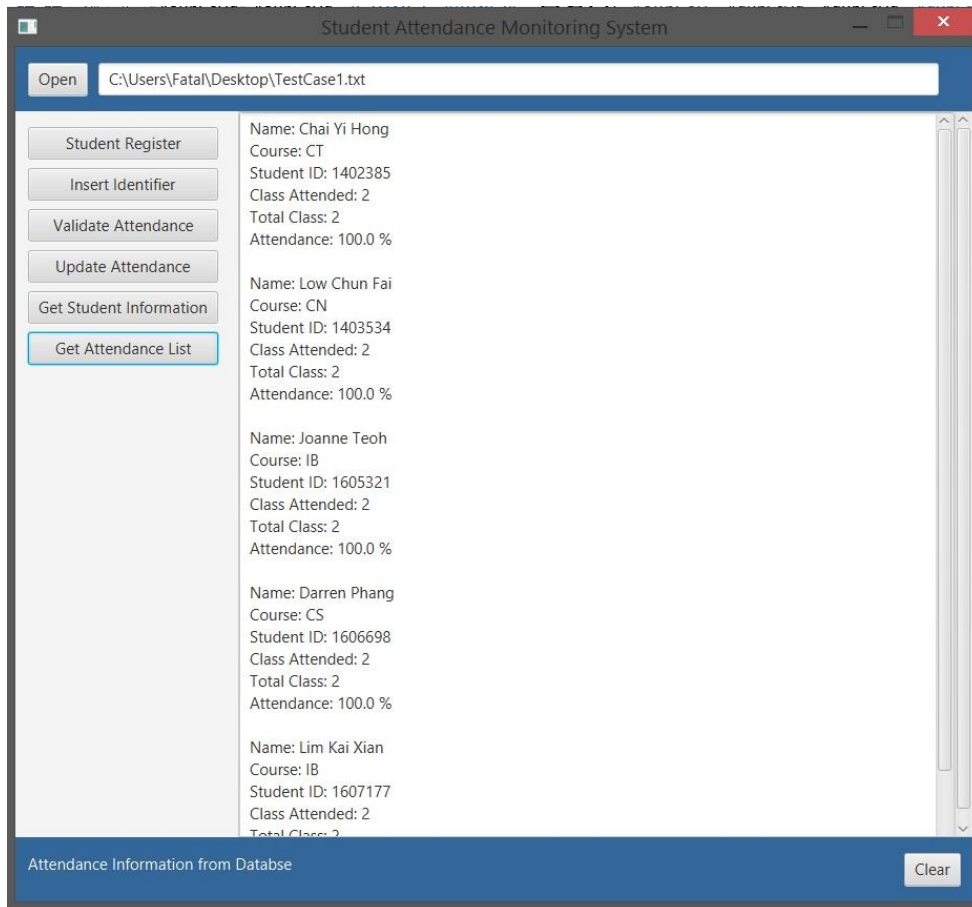 Student Attendance Monitoring System
Open
C:\Users\Fatal\Desktop\TestCase1.txt
Student Register
Insert Identifier
Validate Attendance
Update Attendance
Get Student Information
Get Attendance List
Name: Chai Yi Hong
Course: CT
Student ID: 1402385
Class Attended: 2
Total Class: 2
Attendance: 100.0 %
Name: Low Chun Fai
Course: CN
Student ID: 1403534
Class Attended: 2
Total Class: 2
Attendance: 100.0 %
Name: Joanne Teoh
Course: IB
Student ID: 1605321
Class Attended: 2
Total Class: 2
Attendance: 100.0 %
Name: Darren Phang
Course: CS
Student ID: 1606698
Class Attended: 2
Total Class: 2
Attendance: 100.0 %
Name: Lim Kai Xian
Course: IB
Student ID: 1607177
Class Attended: 2
Total Class: 2
Attendance Information from Databse
Clear